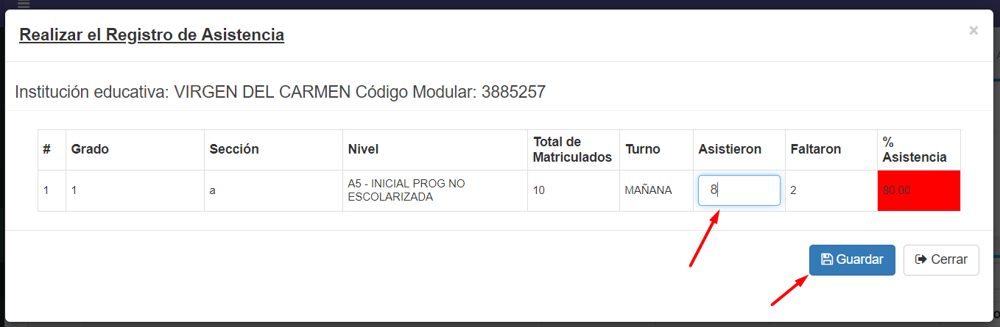 Realizar el Registro de Asistencia
×
Institución educativa: VIRGEN DEL CARMEN Código Modular: 3885257
# Grado Sección Nivel Total de Matriculados Turno Asistieron Faltaron % Asistencia
1 1 a A5 - INICIAL PROG NO ESCOLARIZADA 10 MAÑANA 8 2 80.00
Guardar Cerrar